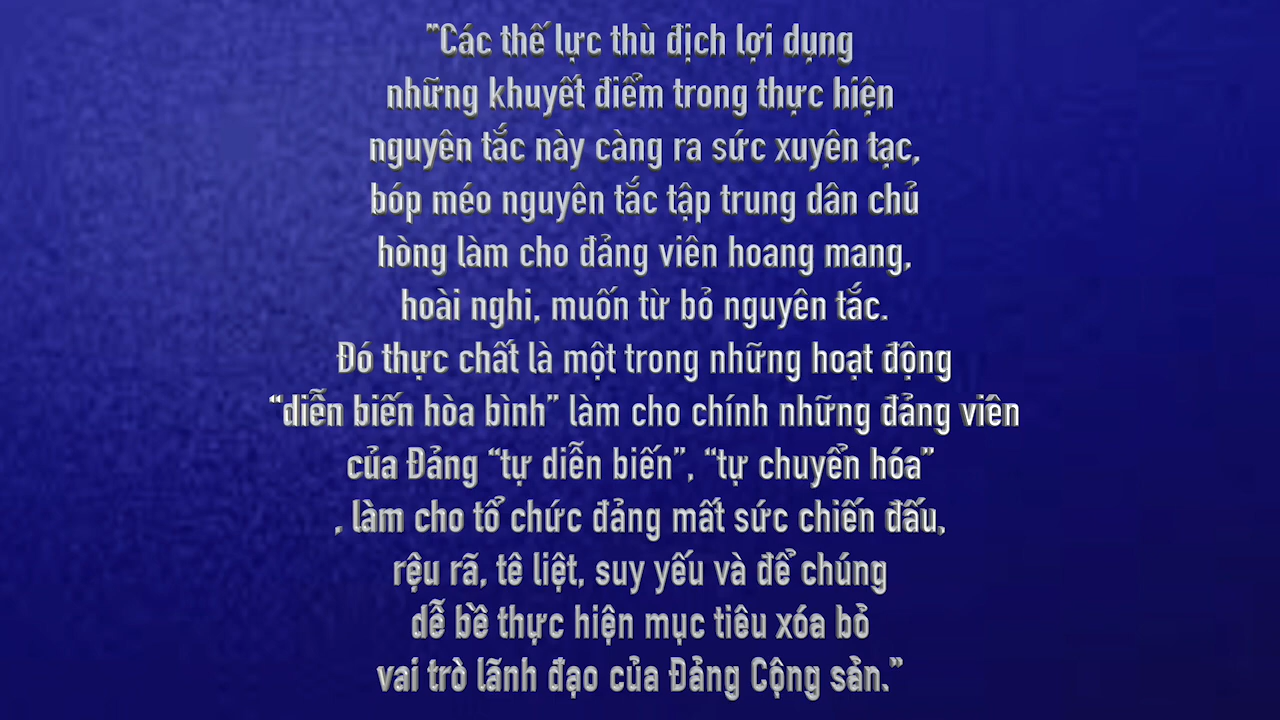 "Các thế lực thù địch lợi dụng
những khuyết điểm trong thực hiện
nguyên tắc này càng ra sức xuyên tạc,
bóp méo nguyên tắc tập trung dân chủ
hòng làm cho đảng viên hoang mang,
hoài nghi, muốn từ bỏ nguyên tắc.
Đó thực chất là một trong những hoạt động
“diễn biến hòa bình” làm cho chính những đảng viên
của Đảng “tự diễn biến”, “tự chuyển hóa”
, làm cho tổ chức đảng mất sức chiến đấu,
rệu rã, tê liệt, suy yếu và để chúng
dễ bề thực hiện mục tiêu xóa bỏ
vai trò lãnh đạo của Đảng Cộng sản.”